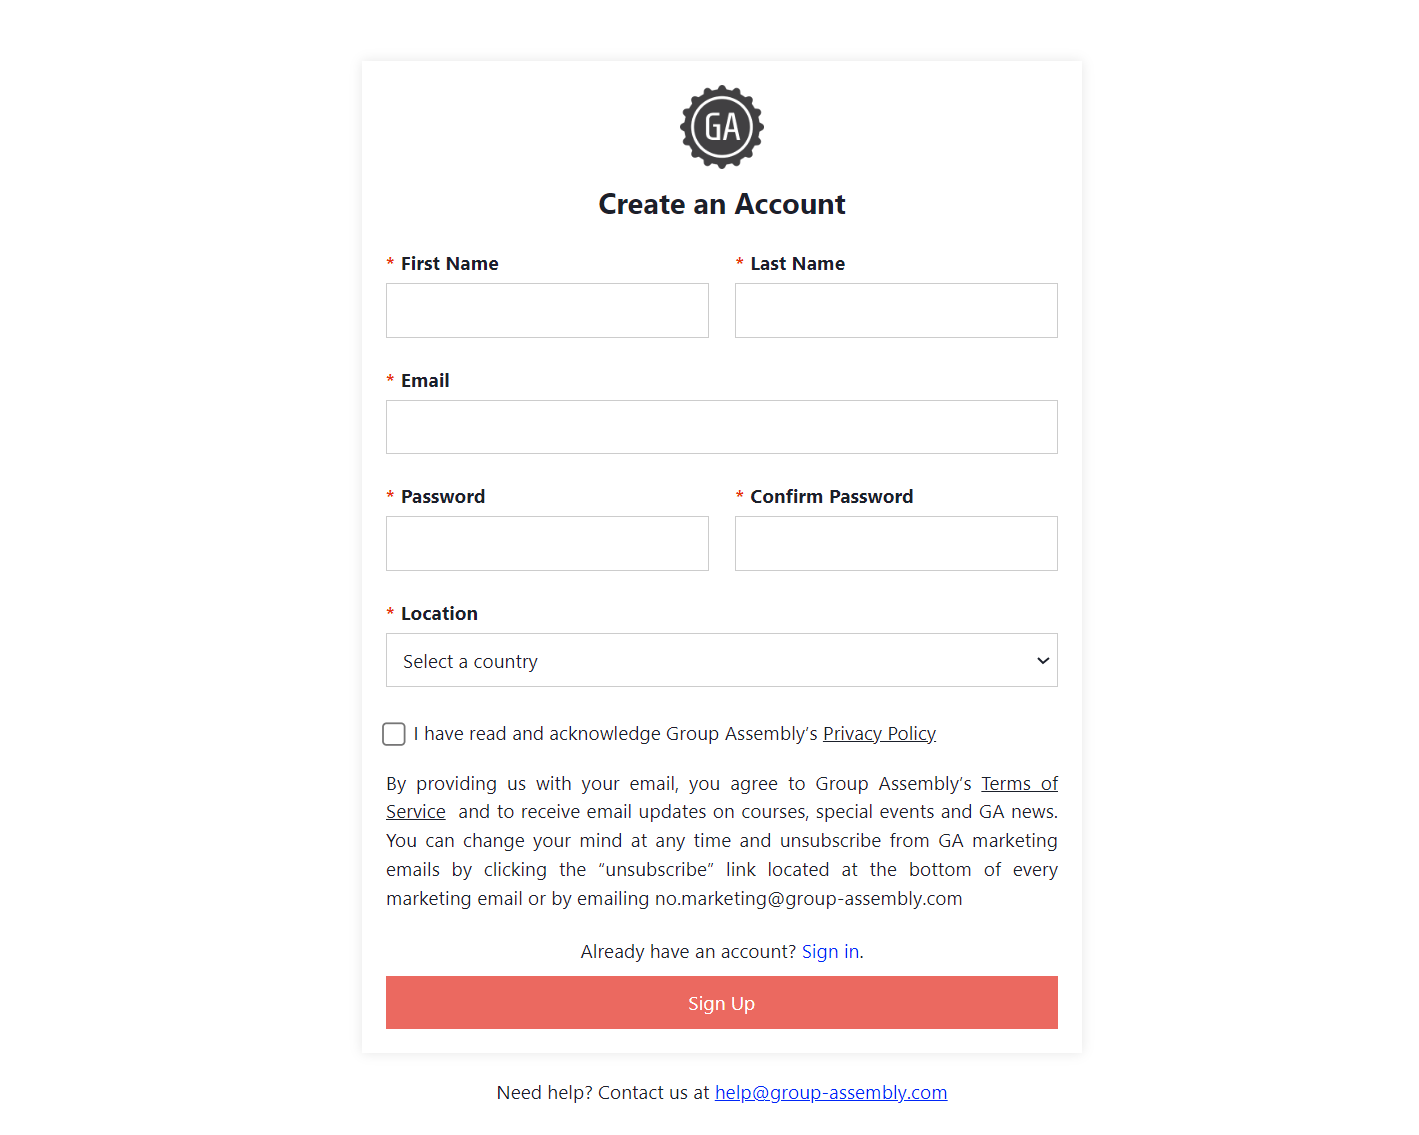 GA
Create an Account
* First Name
* Last Name
* Email
* Password
* Confirm Password
* Location
Select a country
I have read and acknowledge Group Assembly’s Privacy Policy
By providing us with your email, you agree to Group Assembly’s Terms of
Service and to receive email updates on courses, special events and GA news.
You can change your mind at any time and unsubscribe from GA marketing
emails by clicking the “unsubscribe” link located at the bottom of every
marketing email or by emailing no.marketing@group-assembly.com
Already have an account? Sign in.
Sign Up
Need help? Contact us at help@group-assembly.com